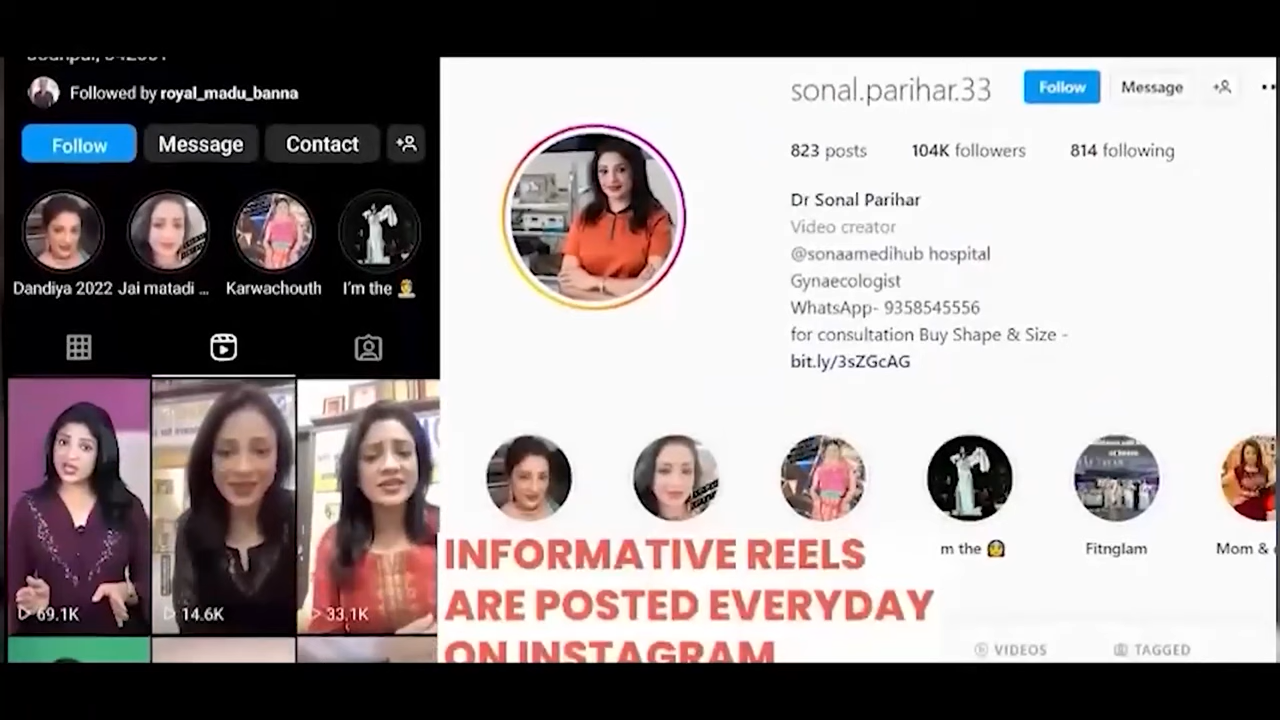 Followed by royal_madu_banna
Follow
Message
Contact
Dandiya 2022
Jai matadi ...
Karwachouth
I'm the 👰
69.1K
14.6K
33.1K
sonal.parihar.33
Follow
Message
823 posts
104K followers
814 following
Dr Sonal Parihar
Video creator
@sonaamedihub hospital
Gynaecologist
WhatsApp- 9358545556
for consultation Buy Shape & Size -
bit.ly/3sZGcAG
m the 👰
Fitnglam
Mom &
INFORMATIVE REELS
ARE POSTED EVERYDAY
ON INSTAGRAM
VIDEOS
TAGGED